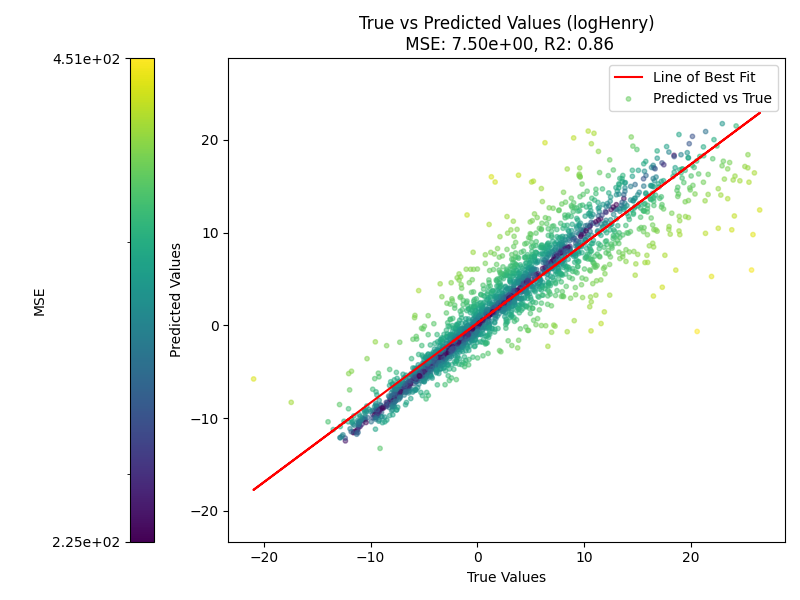 True vs Predicted Values (logHenry)
MSE: 7.50e+00, R2: 0.86
4.51e+02
2.25e+02
MSE
Predicted Values
20
10
0
−10
−20
Line of Best Fit
Predicted vs True
−20
−10
0
10
20
True Values